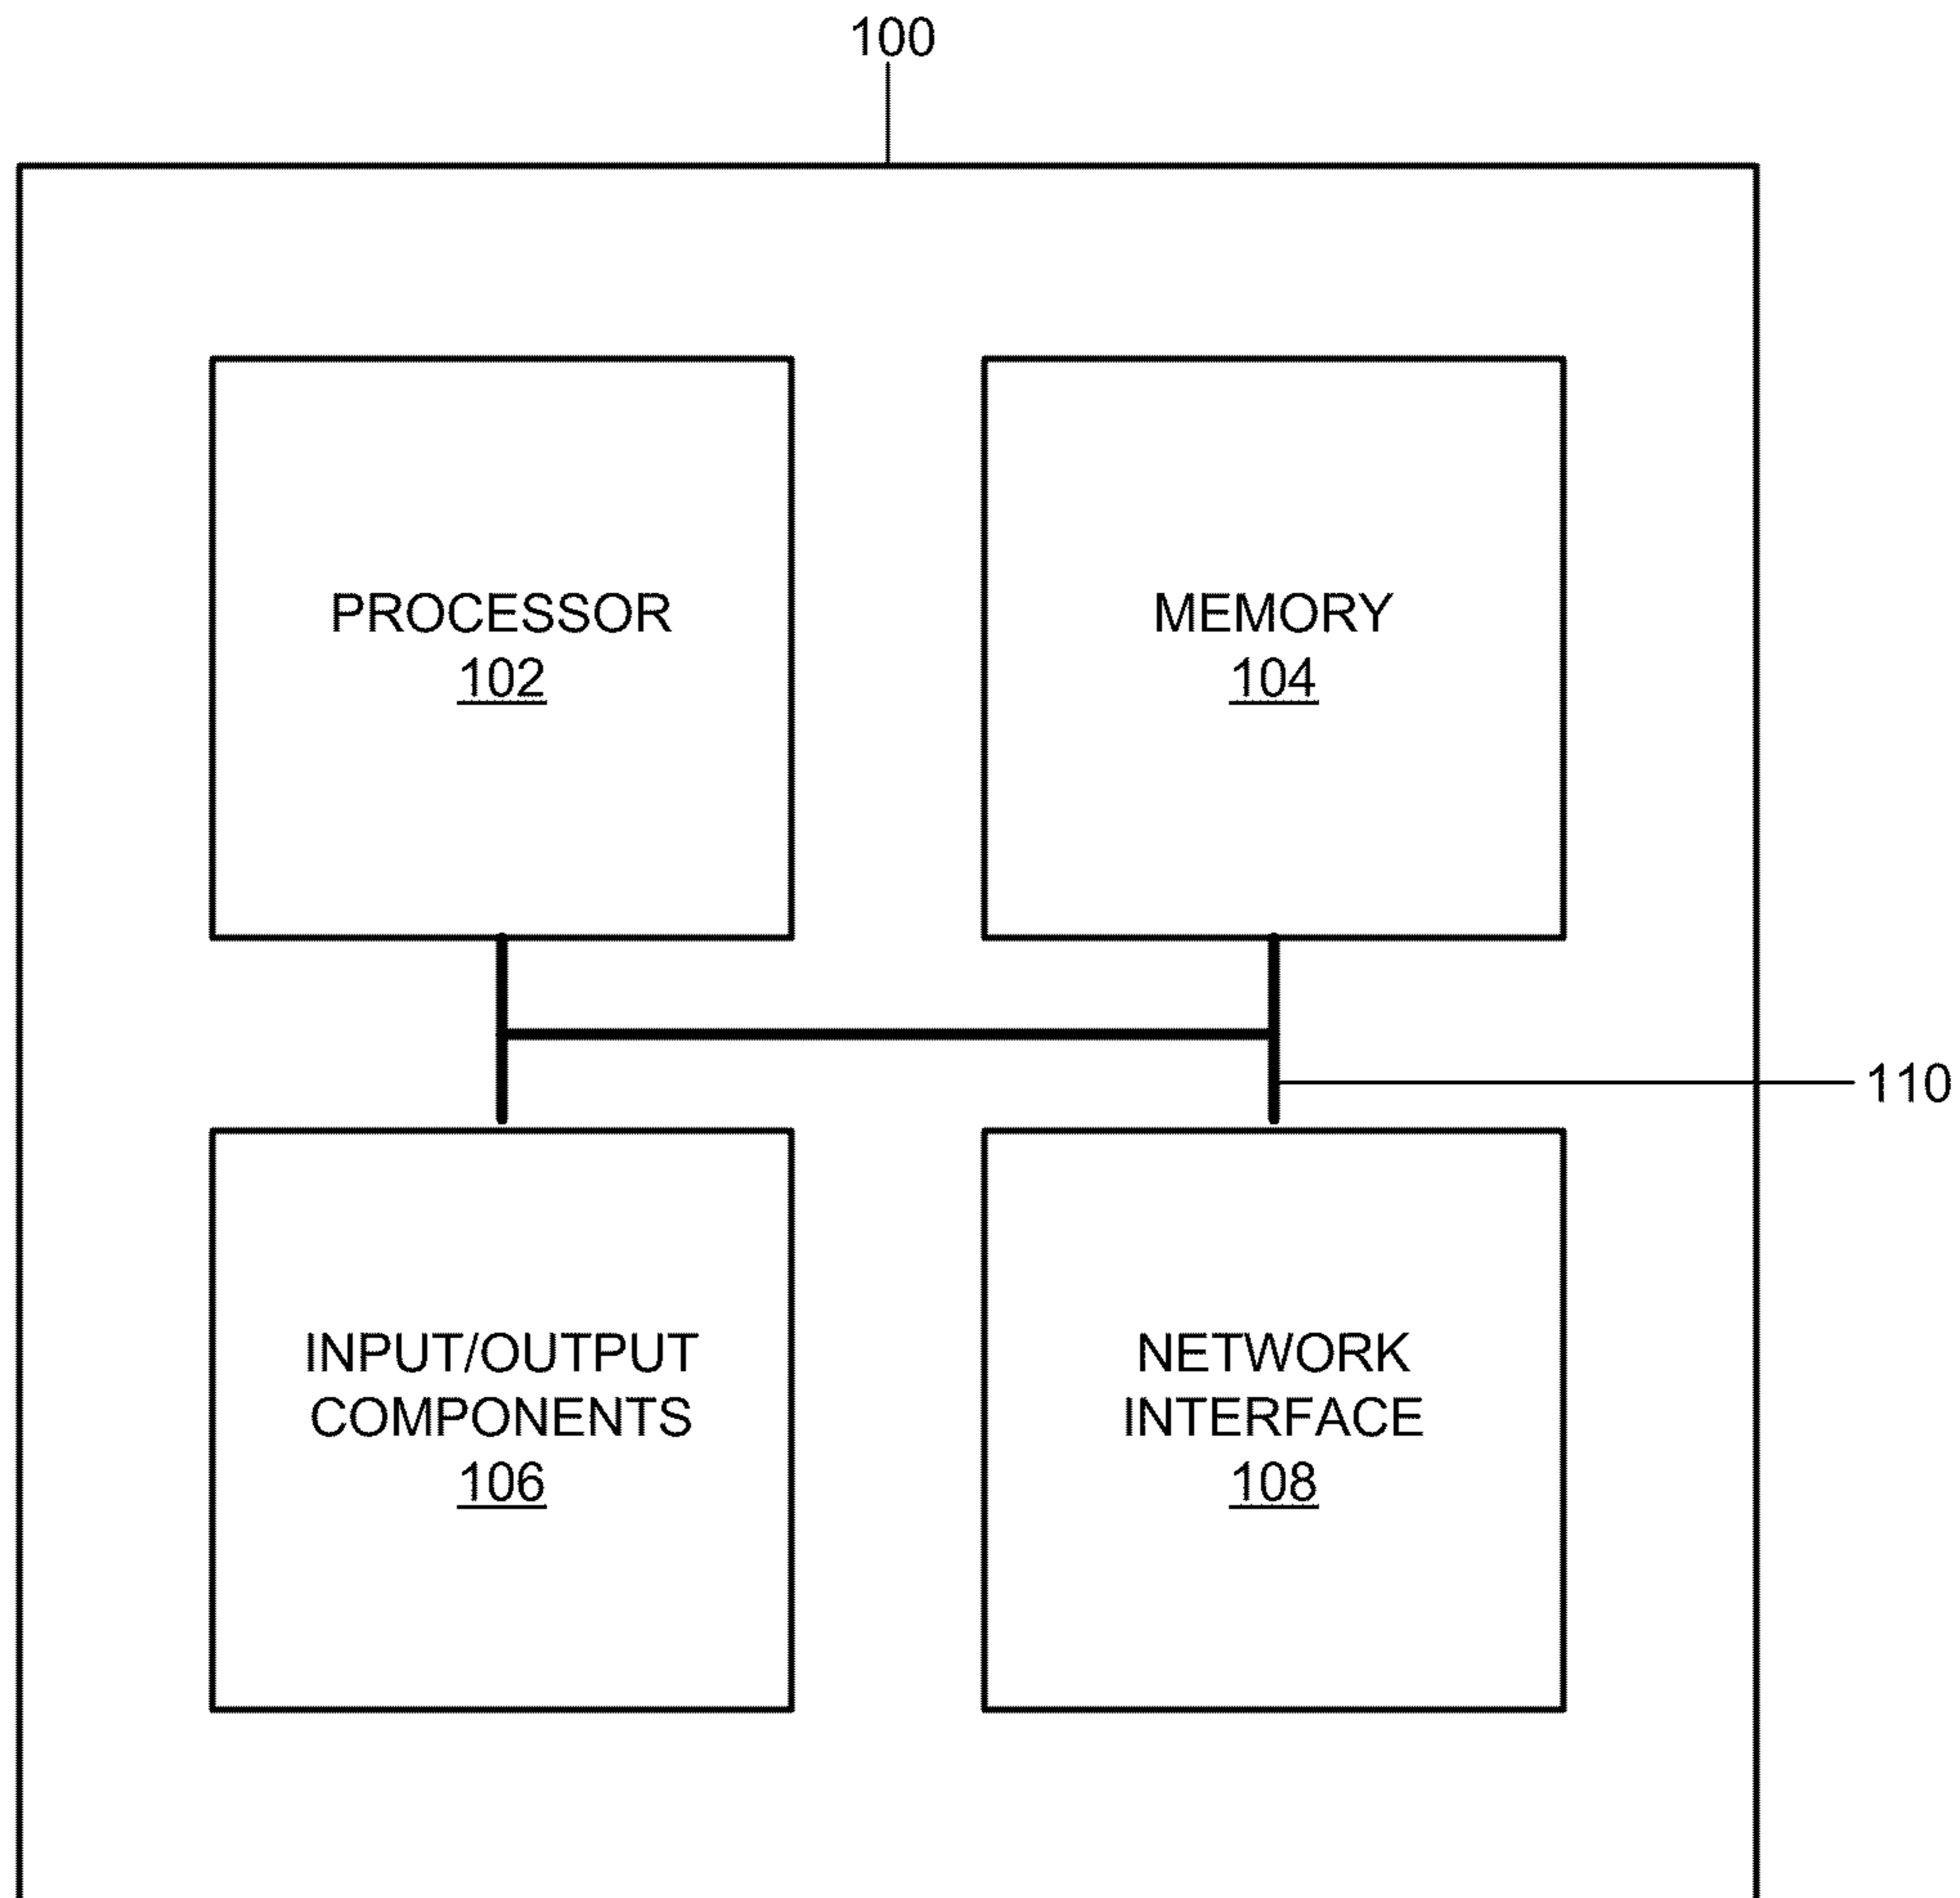 100
PROCESSOR
102
MEMORY
104
110
INPUT/OUTPUT
COMPONENTS
106
NETWORK
INTERFACE
108